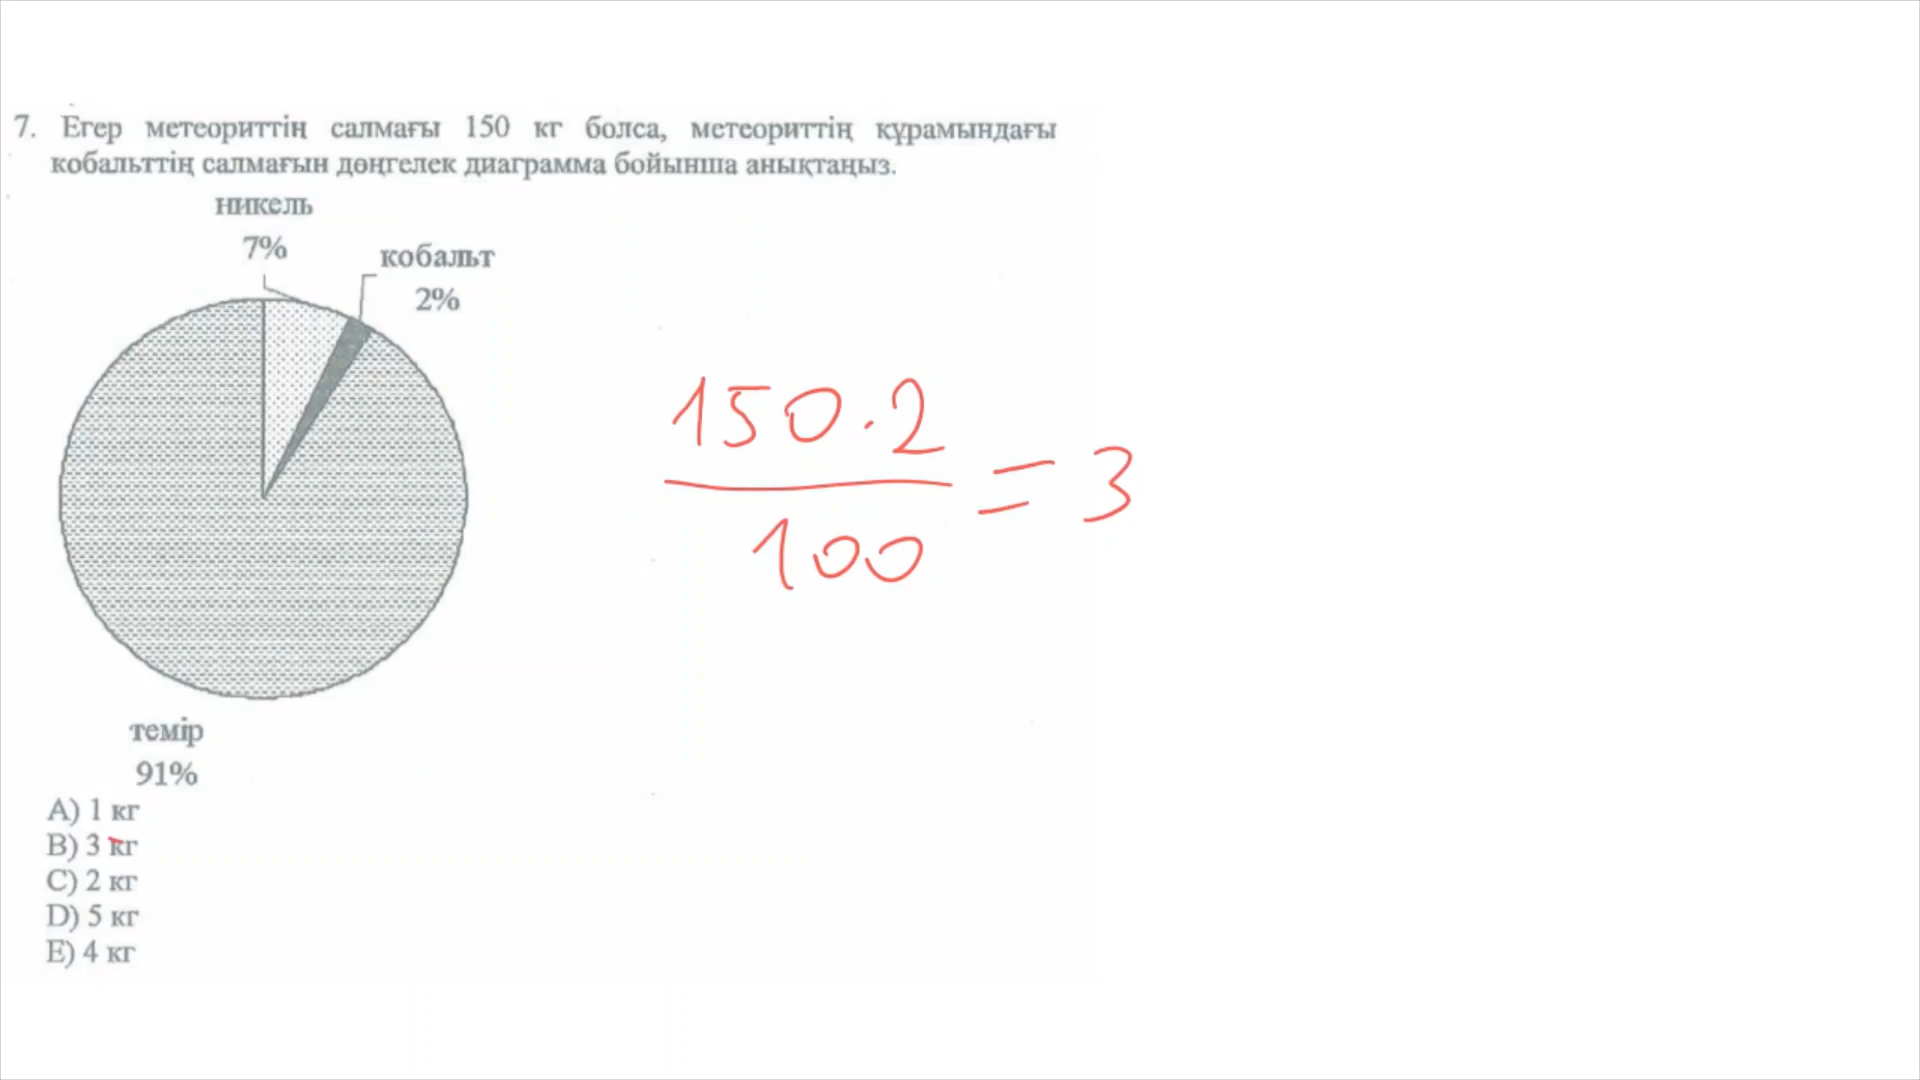 7. Егер метеориттің салмағы 150 кг болса, метеориттің құрамындағы
кобальттің салмағын дөңгелек диаграмма бойынша анықтаңыз.
никель
7%
кобальт
2%
темір
91%
150·2
100
= 3
A) 1 кг
B) 3 кг
C) 2 кг
D) 5 кг
E) 4 кг